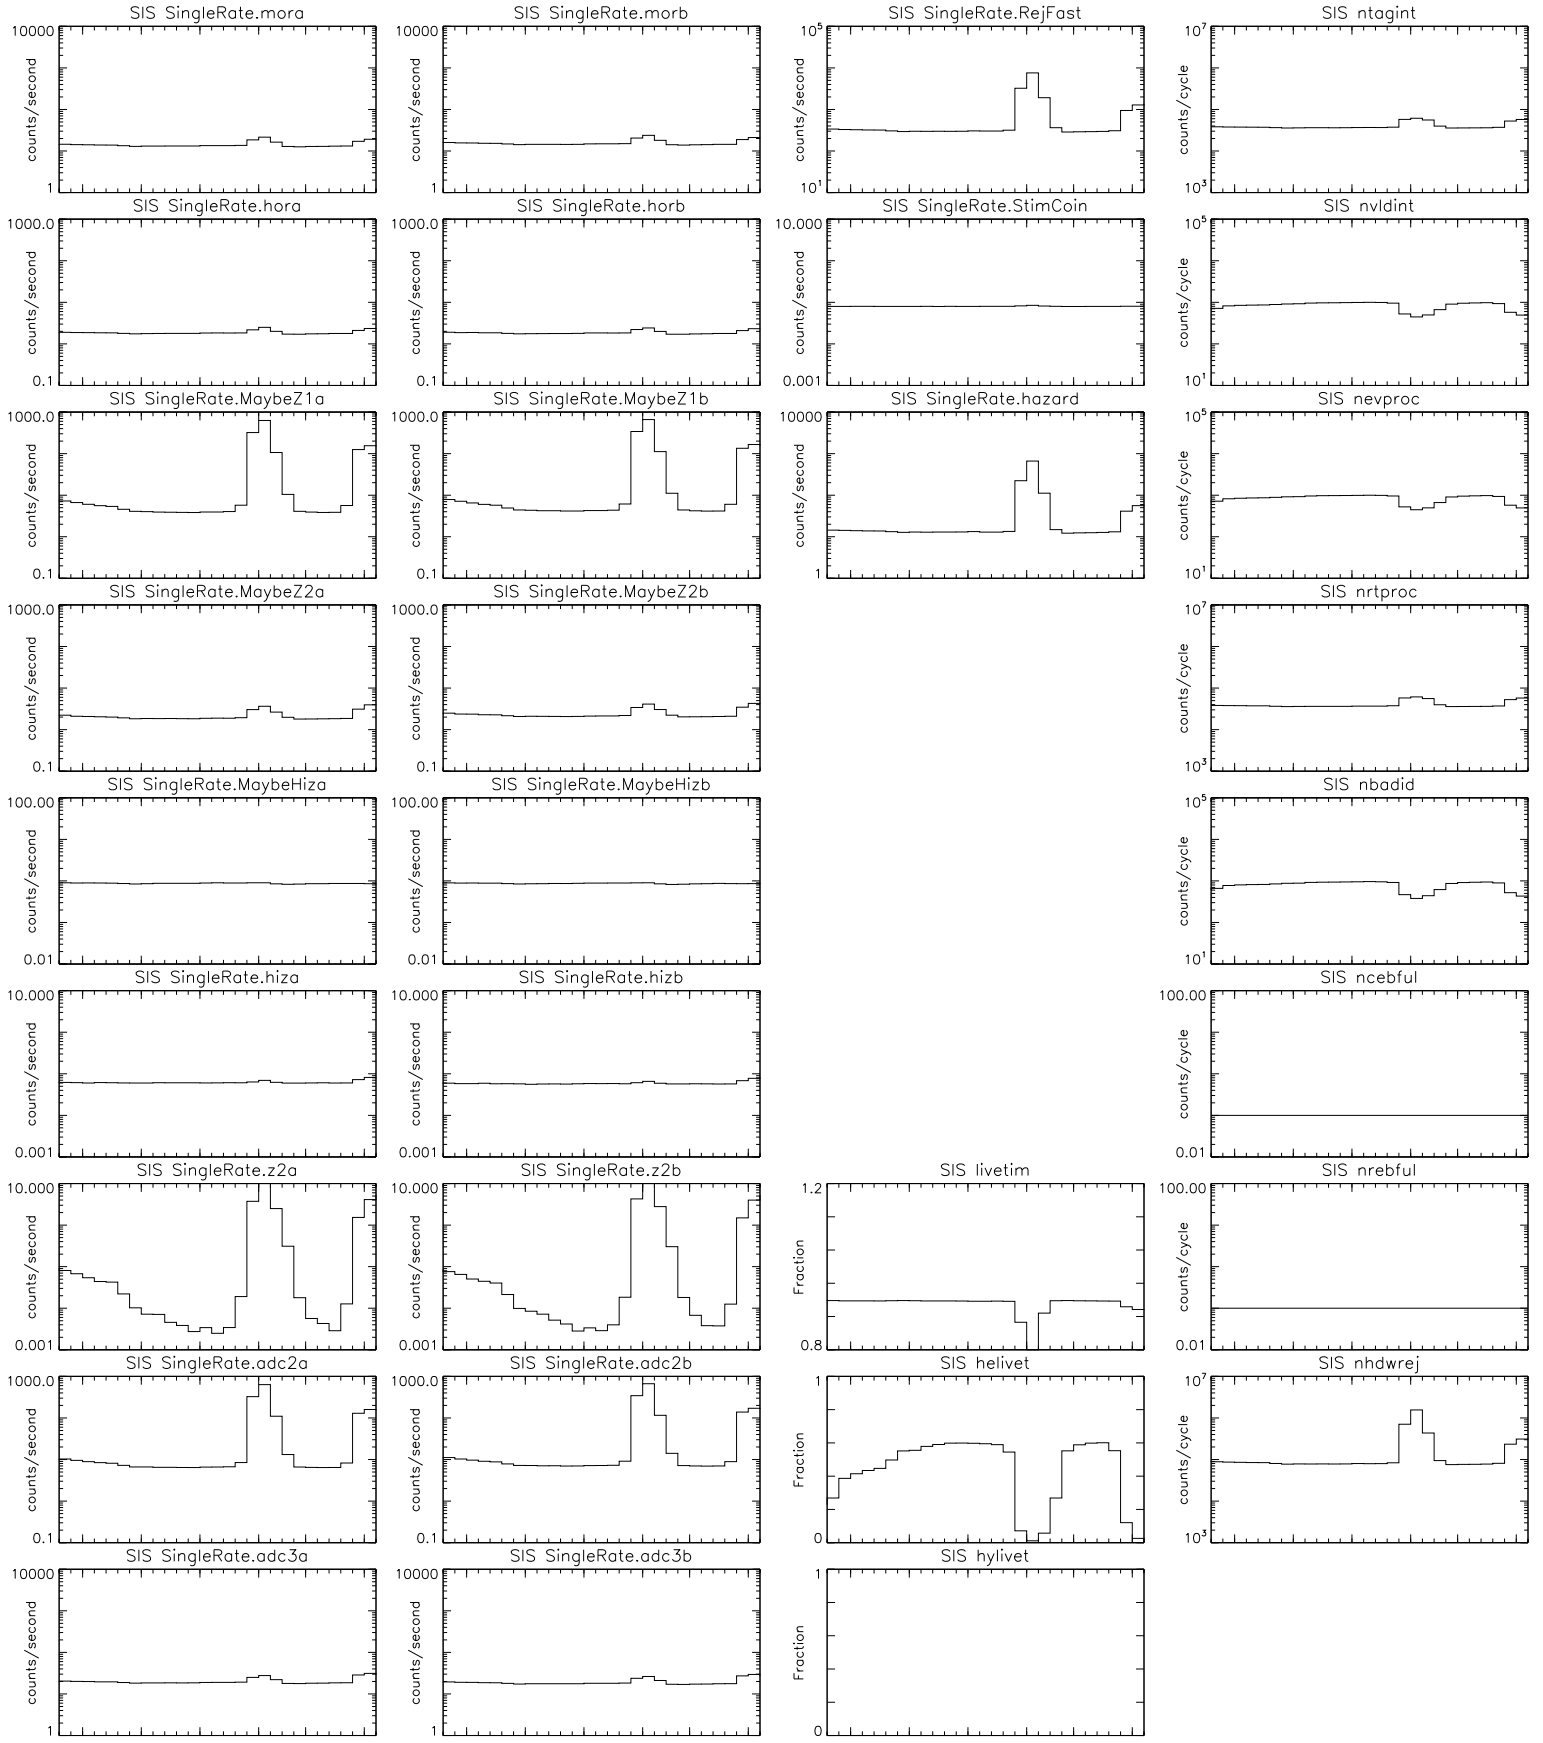 SIS SingleRate.mora
10000
counts/second
1
SIS SingleRate.morb
10000
counts/second
1
SIS SingleRate.RejFast
10^5
counts/second
10^1
SIS ntagint
10^7
counts/cycle
10^3
SIS SingleRate.hora
1000.0
counts/second
0.1
SIS SingleRate.horb
1000.0
counts/second
0.1
SIS SingleRate.StimCoin
10.000
counts/second
0.001
SIS nvldint
10^5
counts/cycle
10^1
SIS SingleRate.MaybeZ1a
1000.0
counts/second
0.1
SIS SingleRate.MaybeZ1b
1000.0
counts/second
0.1
SIS SingleRate.hazard
10000
counts/second
1
SIS nevproc
10^5
counts/cycle
10^1
SIS SingleRate.MaybeZ2a
1000.0
counts/second
0.1
SIS SingleRate.MaybeZ2b
1000.0
counts/second
0.1
SIS nrtproc
10^7
counts/cycle
10^3
SIS SingleRate.MaybeHiza
100.00
counts/second
0.01
SIS SingleRate.MaybeHizb
100.00
counts/second
0.01
SIS nbadid
10^5
counts/cycle
10^1
SIS SingleRate.hiza
10.000
counts/second
0.001
SIS SingleRate.hizb
10.000
counts/second
0.001
SIS ncebful
100.00
counts/cycle
0.01
SIS SingleRate.z2a
10.000
counts/second
0.001
SIS SingleRate.z2b
10.000
counts/second
0.001
SIS livetim
1.2
Fraction
0.8
SIS nrebful
100.00
counts/cycle
0.01
SIS SingleRate.adc2a
1000.0
counts/second
0.1
SIS SingleRate.adc2b
1000.0
counts/second
0.1
SIS helivet
1
Fraction
0
SIS nhdwrej
10^7
counts/cycle
10^3
SIS SingleRate.adc3a
10000
counts/second
1
SIS SingleRate.adc3b
10000
counts/second
1
SIS hylivet
1
Fraction
0